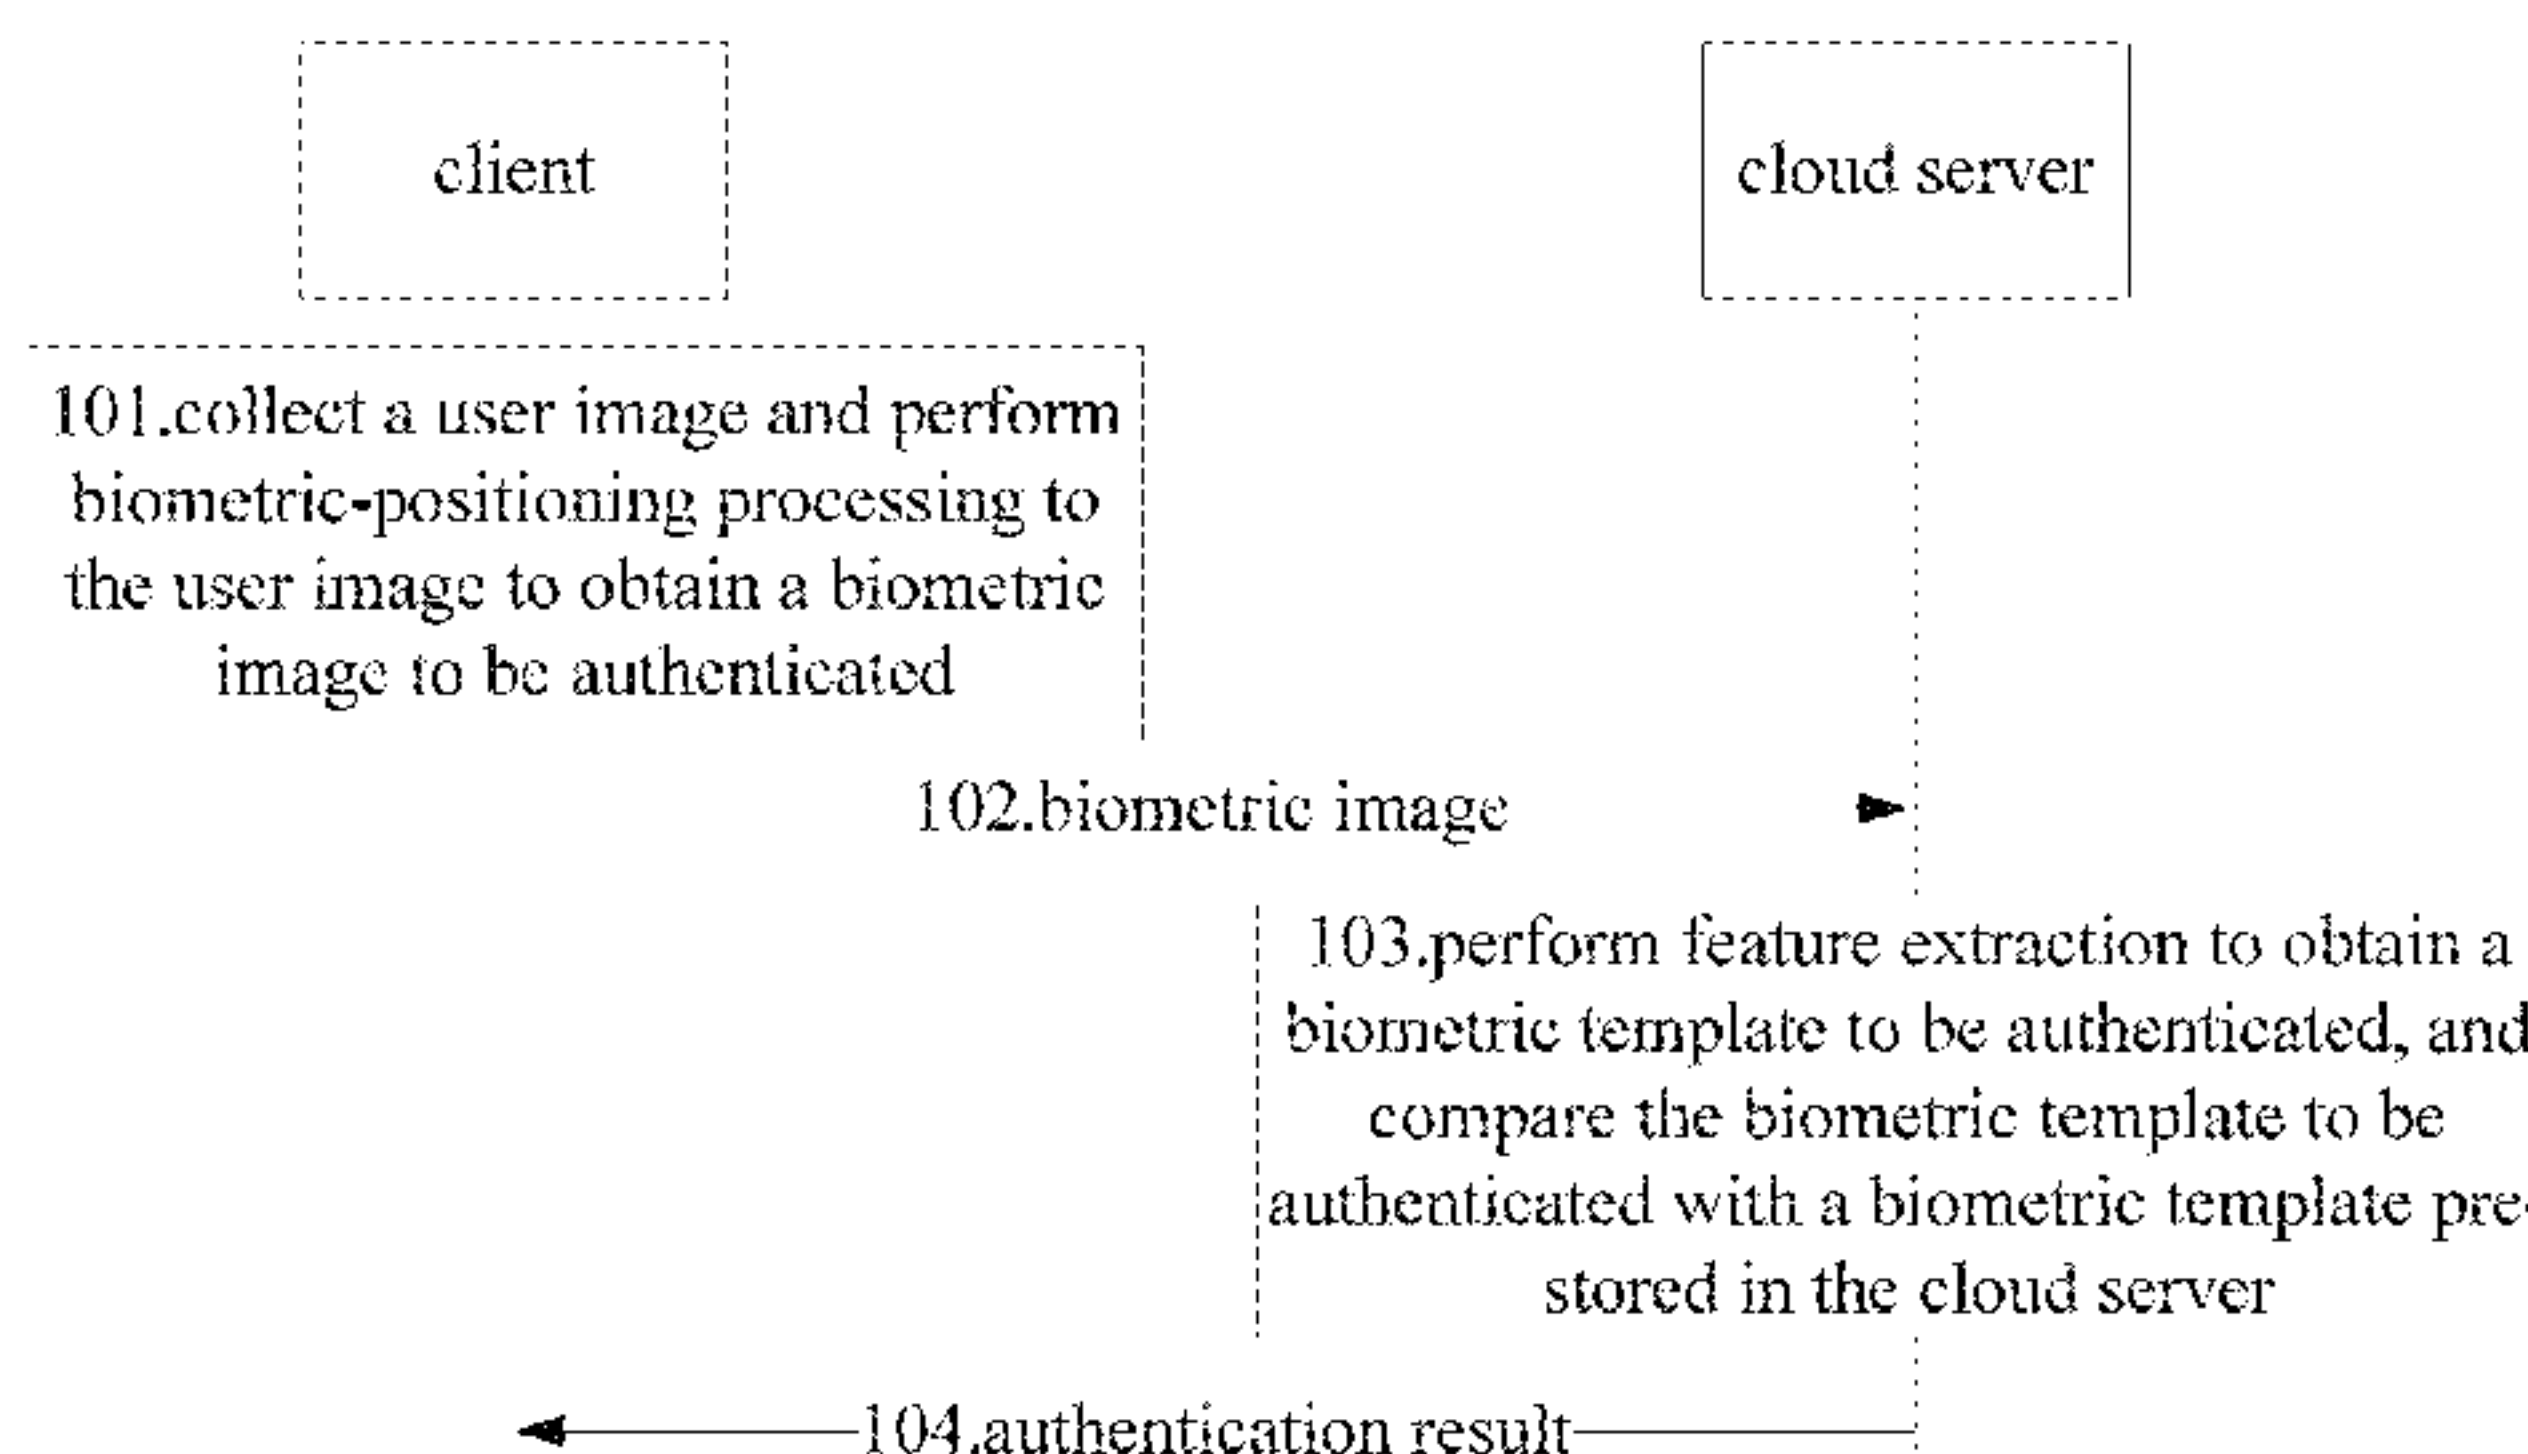 client
cloud server
101.collect a user image and perform
biometric-positioning processing to
the user image to obtain a biometric
image to be authenticated
102.biometric image
103.perform feature extraction to obtain a
biometric template to be authenticated, and
compare the biometric template to be
authenticated with a biometric template pre-
stored in the cloud server
104.authentication result